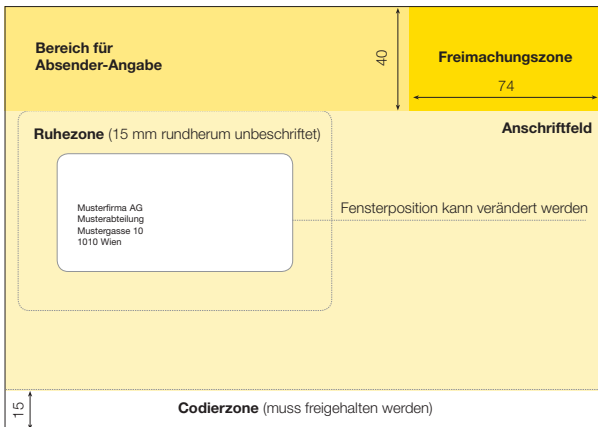 Bereich für
Absender-Angabe
40
Freimachungszone
74
Anschriftfeld
Ruhezone (15 mm rundherum unbeschriftet)
Musterfirma AG
Musterabteilung
Mustergasse 10
1010 Wien
Fensterposition kann verändert werden
15
Codierzone (muss freigehalten werden)